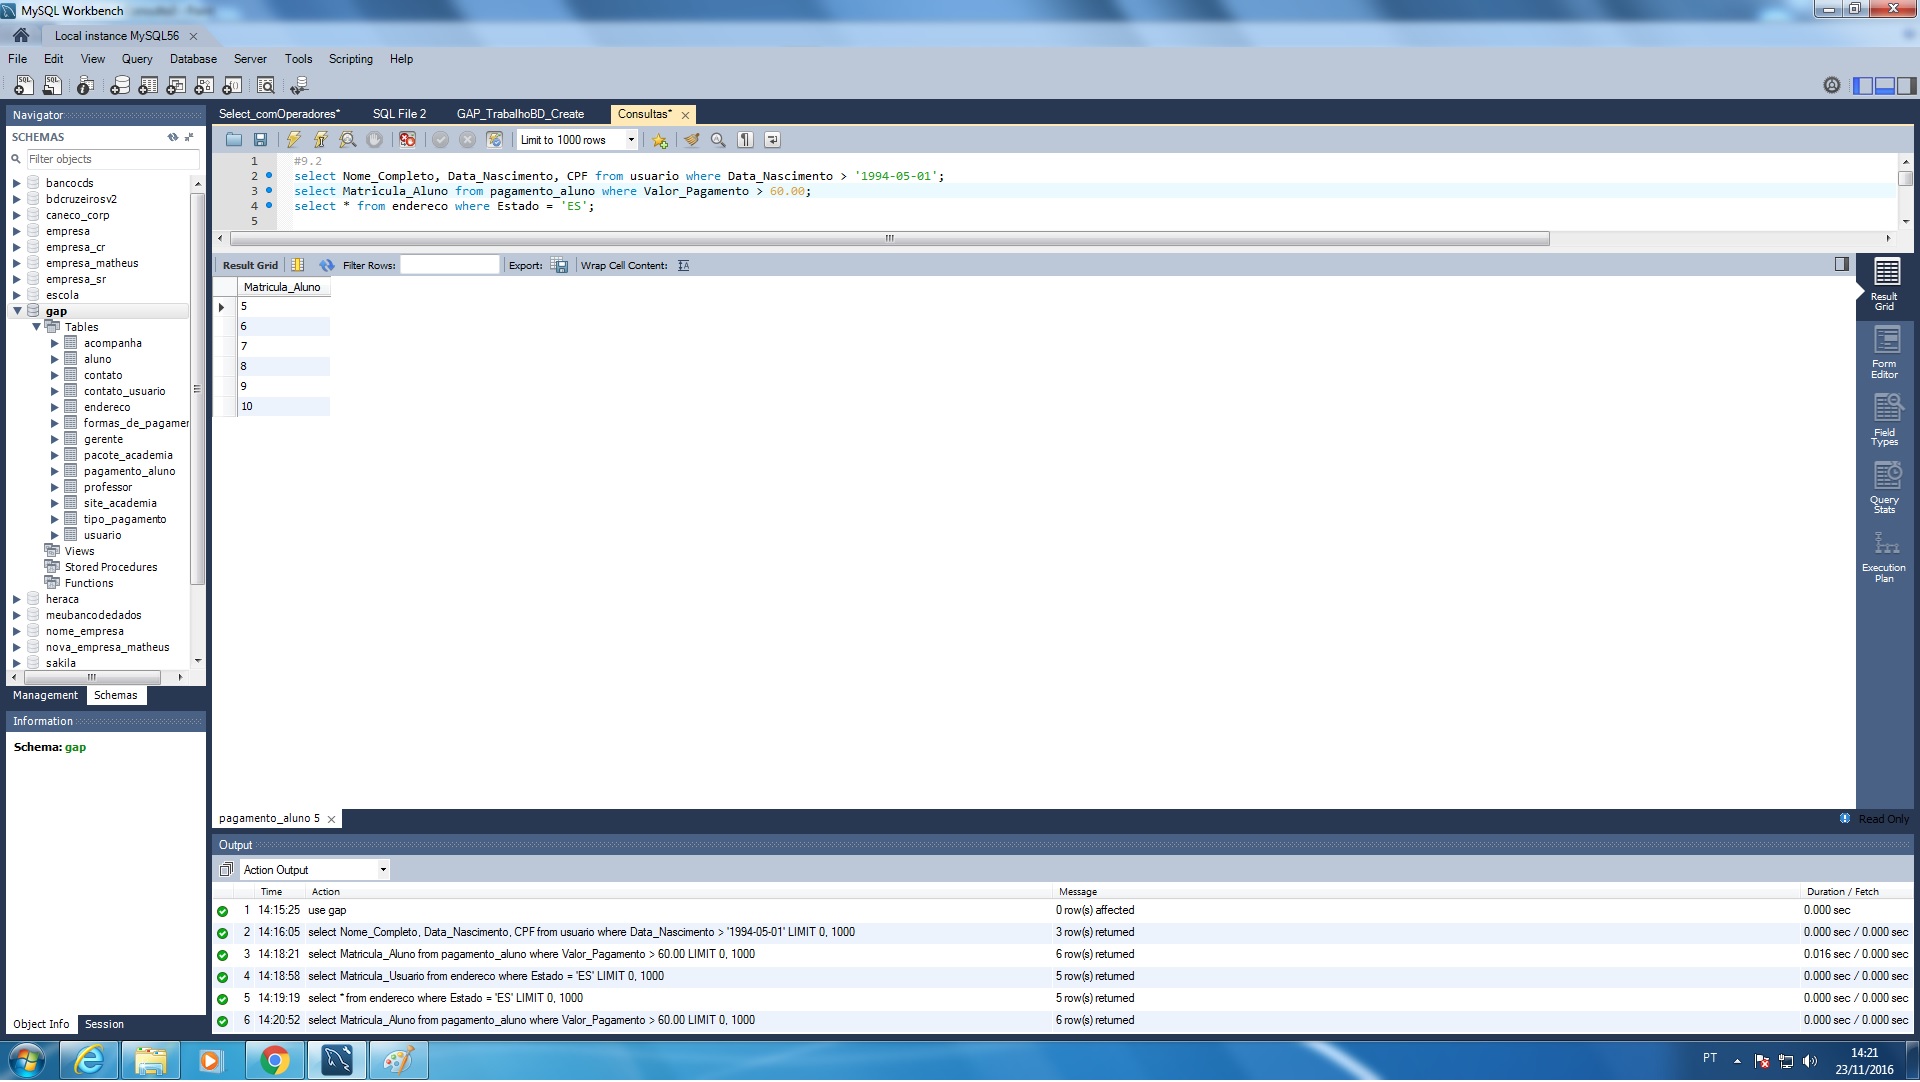 MySQL Workbench
Local instance MySQL56
File Edit View Query Database Server Tools Scripting Help
Navigator
SCHEMAS
Filter objects
bancocds
bdcruzeirosv2
caneco_corp
empresa
empresa_cr
empresa_matheus
empresa_sr
escola
gap
Tables
acompanha
aluno
contato
contato_usuario
endereco
formas_de_pagamer
gerente
pacote_academia
pagamento_aluno
professor
site_academia
tipo_pagamento
usuario
Views
Stored Procedures
Functions
heraca
meubancodedados
nome_empresa
nova_empresa_matheus
sakila
Management Schemas
Information
Schema: gap
Object Info Session
Select_comOperadores* SQL File 2 GAP_TrabalhoBD_Create Consultas*
Limit to 1000 rows
1 #9.2
2 select Nome_Completo, Data_Nascimento, CPF from usuario where Data_Nascimento > '1994-05-01';
3 select Matricula_Aluno from pagamento_aluno where Valor_Pagamento > 60.00;
4 select * from endereco where Estado = 'ES';
5
Result Grid Filter Rows: Export: Wrap Cell Content:
Matricula_Aluno
5
6
7
8
9
10
Result Grid
Form Editor
Field Types
Query Stats
Execution Plan
pagamento_aluno 5
Read Only
Output
Action Output
Time Action Message Duration / Fetch
1 14:15:25 use gap 0 row(s) affected 0.000 sec
2 14:16:05 select Nome_Completo, Data_Nascimento, CPF from usuario where Data_Nascimento > '1994-05-01' LIMIT 0, 1000 3 row(s) returned 0.000 sec / 0.000 sec
3 14:18:21 select Matricula_Aluno from pagamento_aluno where Valor_Pagamento > 60.00 LIMIT 0, 1000 6 row(s) returned 0.016 sec / 0.000 sec
4 14:18:58 select Matricula_Usuario from endereco where Estado = 'ES' LIMIT 0, 1000 5 row(s) returned 0.000 sec / 0.000 sec
5 14:19:19 select * from endereco where Estado = 'ES' LIMIT 0, 1000 5 row(s) returned 0.000 sec / 0.000 sec
6 14:20:52 select Matricula_Aluno from pagamento_aluno where Valor_Pagamento > 60.00 LIMIT 0, 1000 6 row(s) returned 0.000 sec / 0.000 sec
PT
14:21
23/11/2016